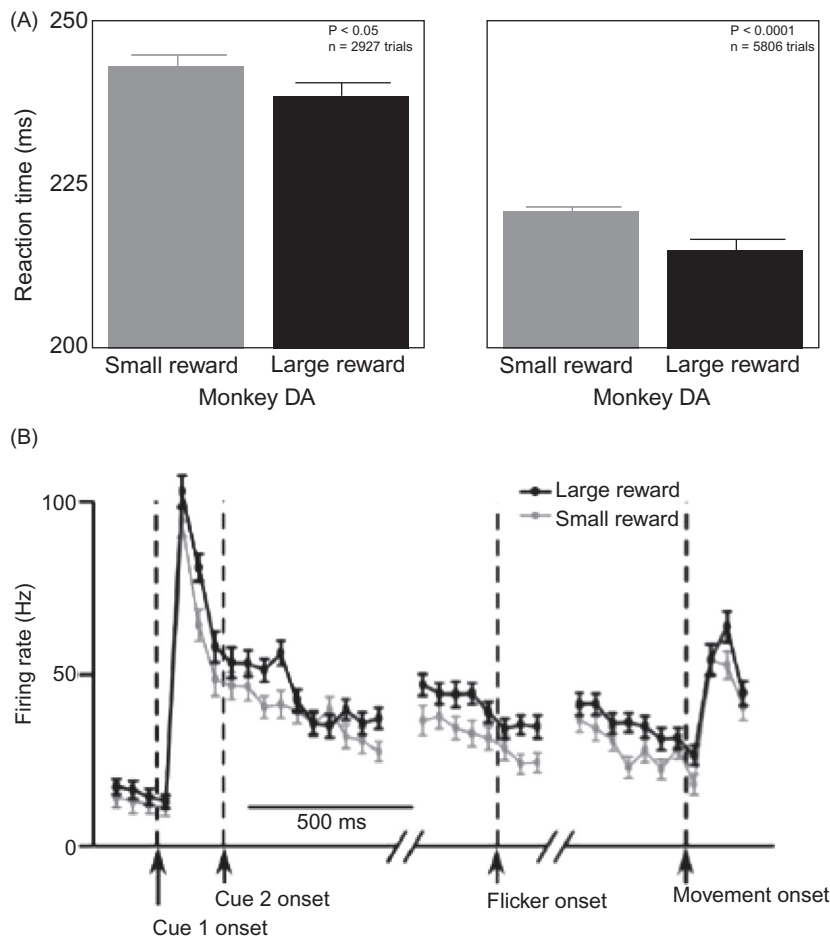 (A)
Reaction time (ms)
250
225
200
P < 0.05
n = 2927 trials
Small reward Large reward
Monkey DA
P < 0.0001
n = 5806 trials
Small reward Large reward
Monkey DA
(B)
Firing rate (Hz)
100
50
0
Large reward
Small reward
500 ms
Cue 1 onset
Cue 2 onset
Flicker onset
Movement onset